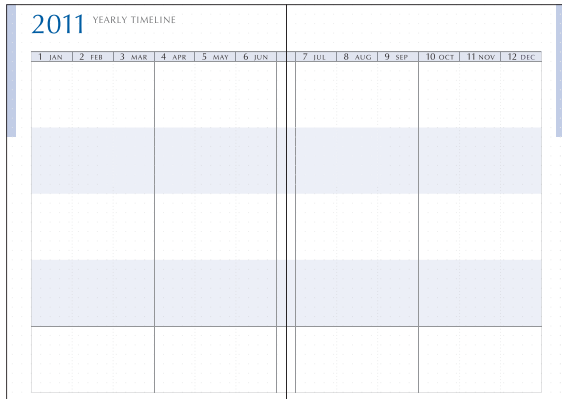 2011 YEARLY TIMELINE
1 JAN 2 FEB 3 MAR 4 APR 5 MAY 6 JUN 7 JUL 8 AUG 9 SEP 10 OCT 11 NOV 12 DEC